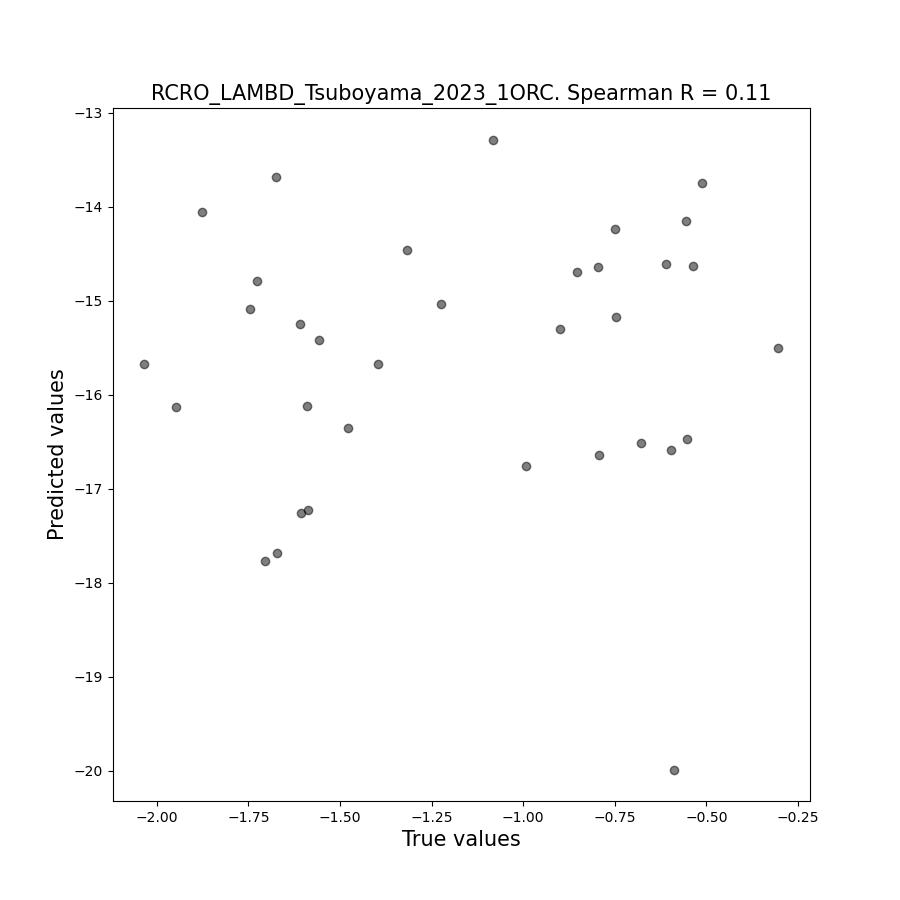 RCRO_LAMBD_Tsuboyama_2023_1ORC. Spearman R = 0.11
−13
−14
−15
−16
−17
−18
−19
−20
Predicted values
−2.00 −1.75 −1.50 −1.25 −1.00 −0.75 −0.50 −0.25
True values